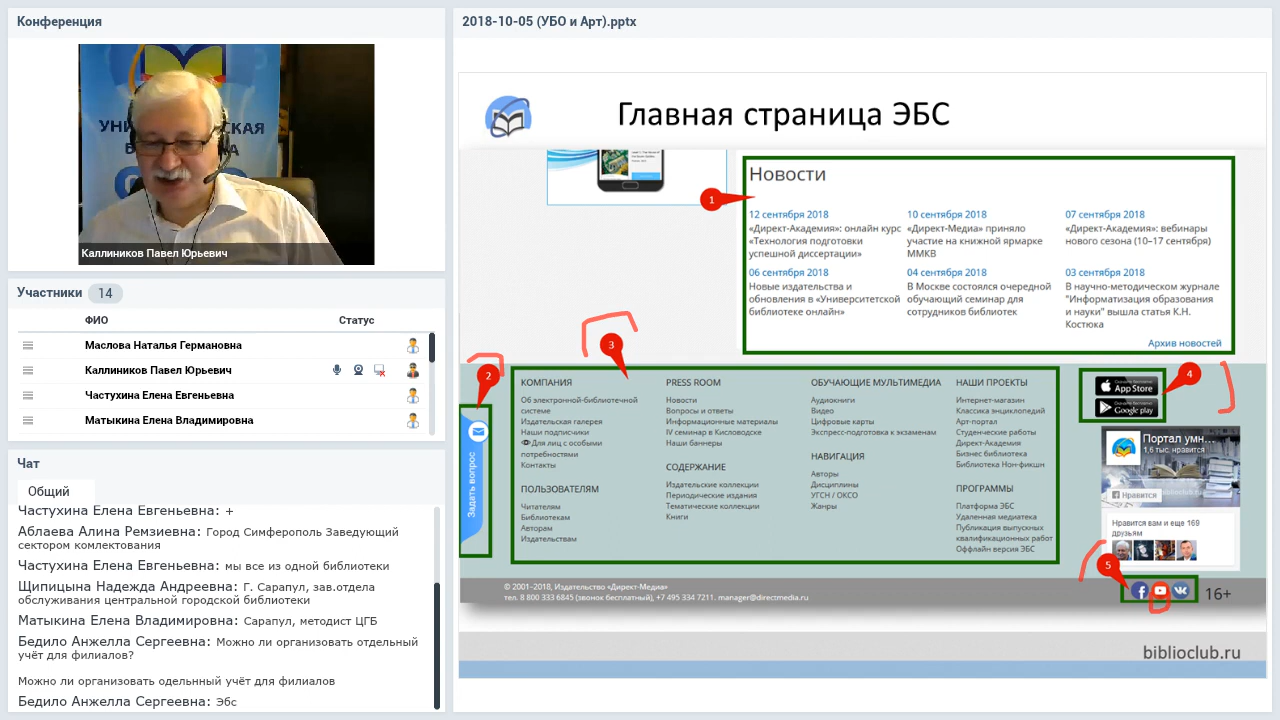 Конференция
УНИ
РСКАЯ
Каллиников Павел Юрьевич
Участники 14
ФИО Статус
Маслова Наталья Германовна
Каллиников Павел Юрьевич
Частухина Елена Евгеньевна
Матыкина Елена Владимировна
Чат
Общий
Частухина Елена Евгеньевна: +
Аблаева Алина Ремзиевна: Город Симферополь Заведующий
сектором комлектования
Частухина Елена Евгеньевна: мы все из одной библиотеки
Щипицына Надежда Андреевна: Г. Сарапул, зав.отдела
обслуживания центральной городской библиотеки
Матыкина Елена Владимировна: Сарапул, методист ЦГБ
Бедило Анжелла Сергеевна: Можно ли организовать отдельный
учёт для филиалов?
Можно ли организовать одельнный учёт для филиалов
Бедило Анжелла Сергеевна: Эбс
2018-10-05 (УБО и Арт).pptx
Главная страница ЭБС
1
Новости
12 сентября 2018
«Директ-Академия»: онлайн курс
«Технология подготовки
успешной диссертации»
10 сентября 2018
«Директ-Медиа» приняло
участие на книжной ярмарке
ММКВ
07 сентября 2018
«Директ-Академия»: вебинары
нового сезона (10–17 сентября)
06 сентября 2018
Новые издательства и
обновления в «Университетской
библиотеке онлайн»
04 сентября 2018
В Москве состоялся очередной
обучающий семинар для
сотрудников библиотек
03 сентября 2018
В научно-методическом журнале
"Информатизация образования
и науки" вышла статья К.Н.
Костюка
Архив новостей
2
Задать вопрос
3
КОМПАНИЯ
Об электронной-библиотечной
системе
Издательская галерея
Наши подписчики
Для лиц с особыми
потребностями
Контакты
ПОЛЬЗОВАТЕЛЯМ
Читателям
Библиотекам
Авторам
Издательствам
PRESS ROOM
Новости
Вопросы и ответы
Информационные материалы
IV семинар в Кисловодске
Наши баннеры
СОДЕРЖАНИЕ
Издательские коллекции
Периодические издания
Тематические коллекции
Книги
ОБУЧАЮЩИЕ МУЛЬТИМЕДИА
Аудиокниги
Видео
Цифровые карты
Экспресс-подготовка к экзаменам
НАВИГАЦИЯ
Авторы
Дисциплины
УГСН / ОКСО
Жанры
НАШИ ПРОЕКТЫ
Интернет-магазин
Классика энциклопедий
Арт-портал
Студенческие работы
Директ-Академия
Бизнес библиотека
Библиотека Нон-фикшн
ПРОГРАММЫ
Платформа ЭБС
Удаленная медиатека
Публикация выпускных
квалификационных работ
Оффлайн версия ЭБС
4
App Store
Google play
Портал умн...
1,6 тыс. нравится
Нравится
Нравится вам и еще 169
друзьям
5
16+
© 2001–2018, Издательство «Директ-Медиа»
тел. 8 800 333 6845 (звонок бесплатный), +7 495 334 7211. manager@directmedia.ru
biblioclub.ru